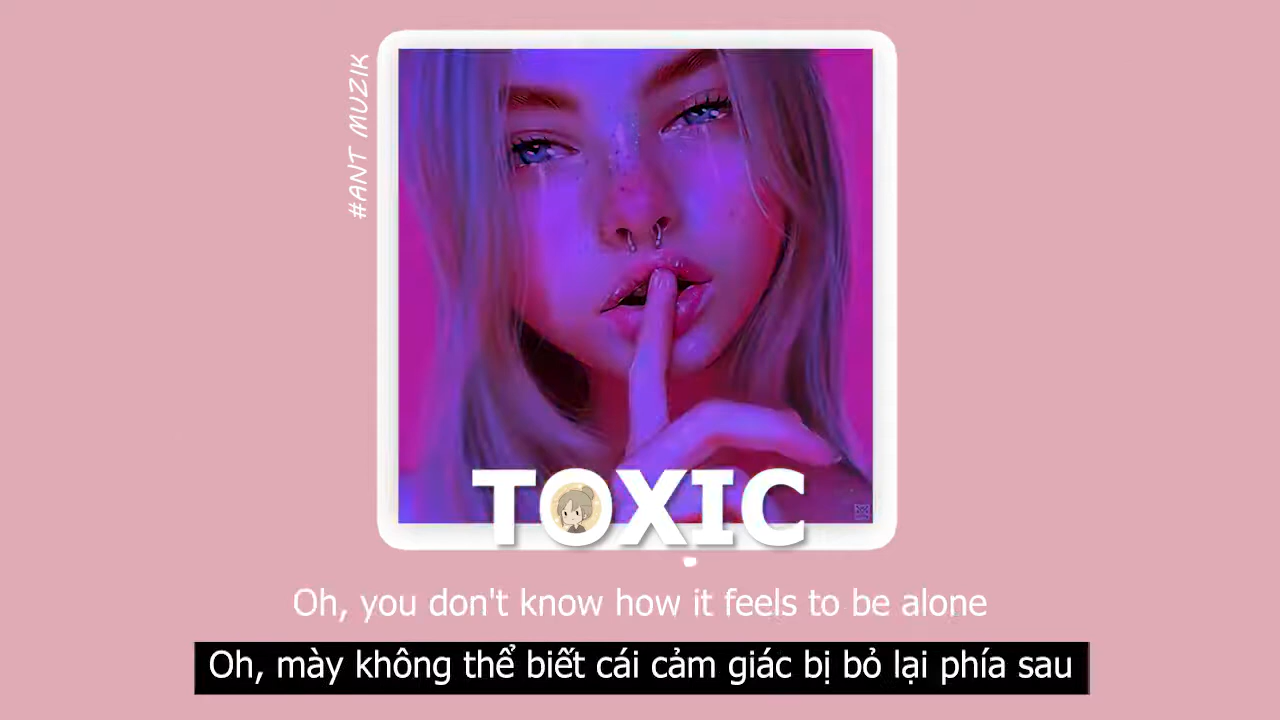 #ANT MUZIK
TOXIC
Oh, you don't know how it feels to be alone
Oh, mày không thể biết cái cảm giác bị bỏ lại phía sau